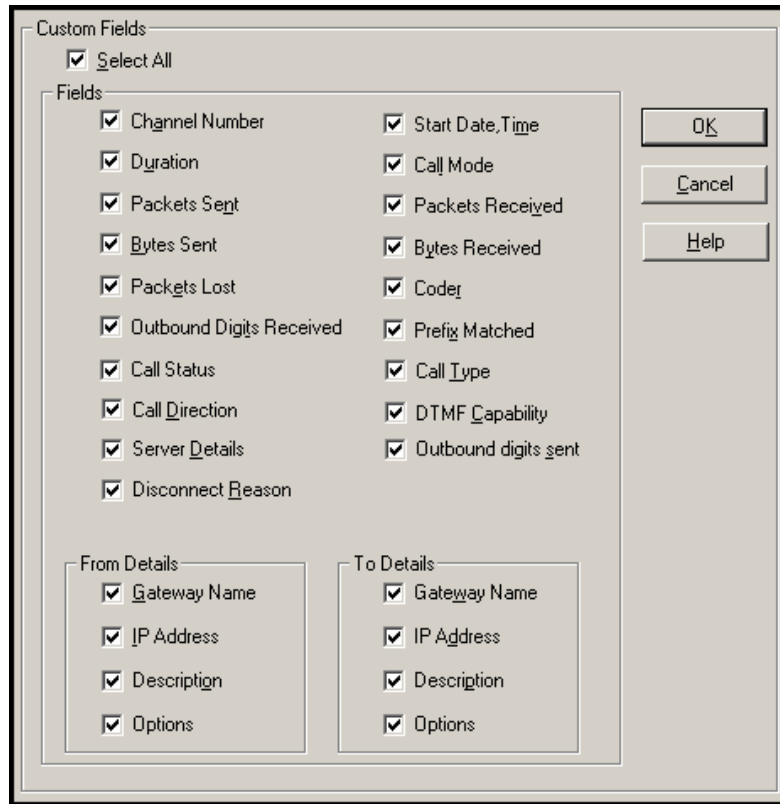 Custom Fields
Select All
Fields
Channel Number
Start Date,Time
Duration
Call Mode
Packets Sent
Packets Received
Bytes Sent
Bytes Received
Packets Lost
Coder
Outbound Digits Received
Prefix Matched
Call Status
Call Type
Call Direction
DTMF Capability
Server Details
Outbound digits sent
Disconnect Reason
OK
Cancel
Help
From Details
Gateway Name
IP Address
Description
Options
To Details
Gateway Name
IP Address
Description
Options